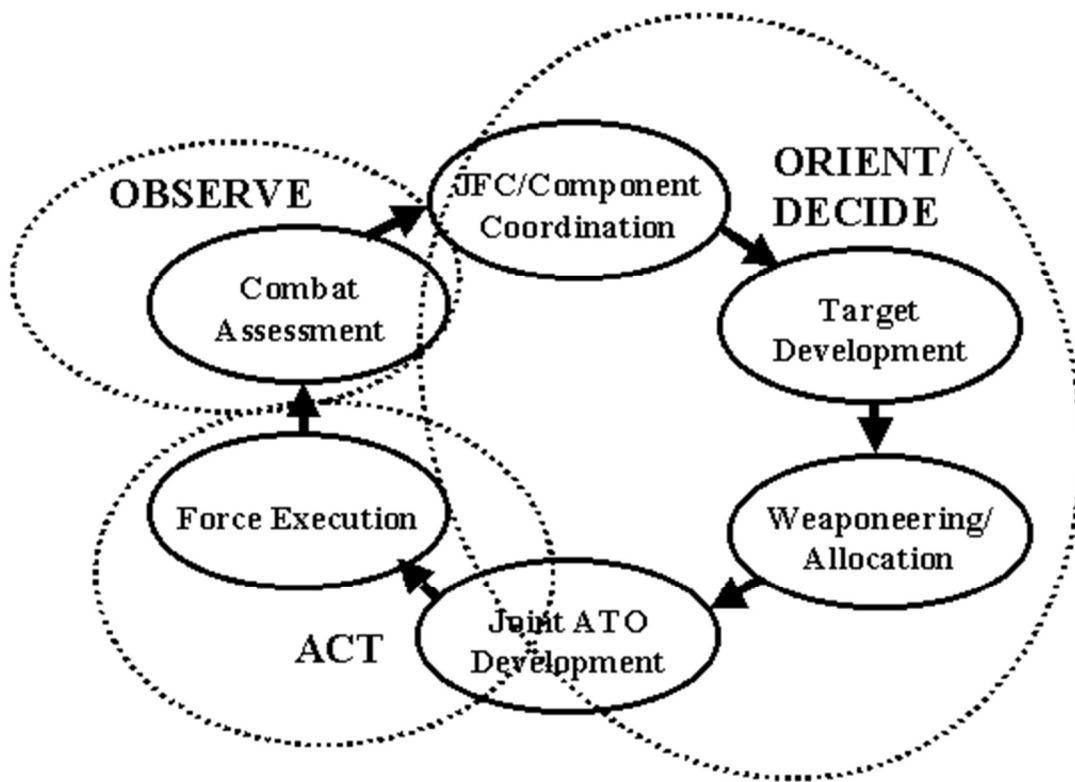 OBSERVE
ORIENT/
DECIDE
JFC/Component
Coordination
Combat
Assessment
Target
Development
Force Execution
Weaponeering/
Allocation
ACT
Joint ATO
Development